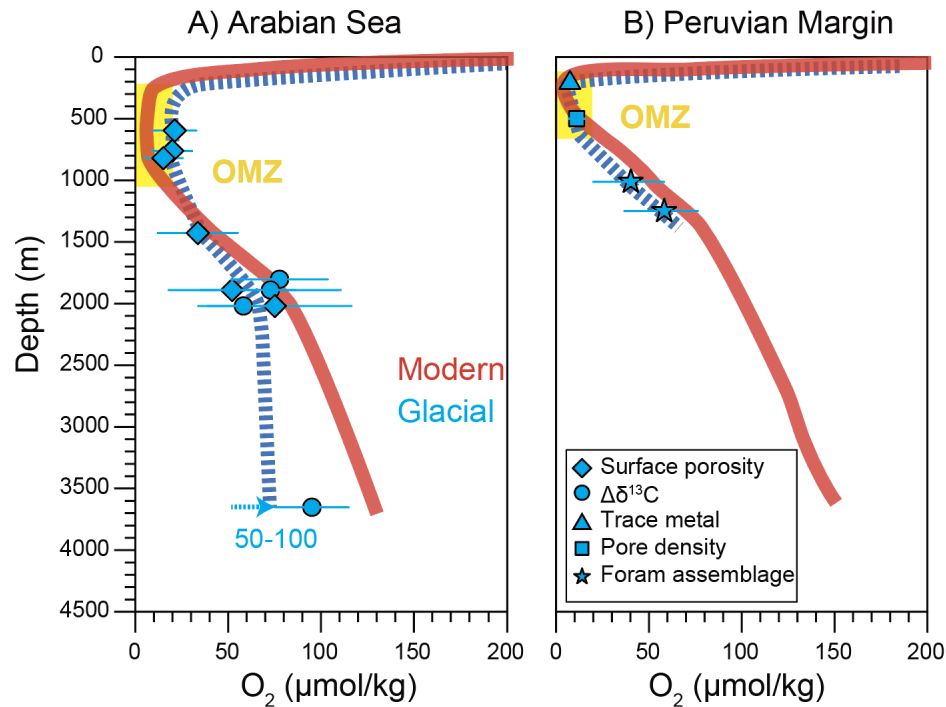 A) Arabian Sea
B) Peruvian Margin
0
500
1000
1500
2000
2500
3000
3500
4000
4500
Depth (m)
OMZ
OMZ
Modern
Glacial
50-100
Surface porosity
Δδ¹³C
Trace metal
Pore density
Foram assemblage
0 50 100 150 200
0 50 100 150 200
O₂ (µmol/kg)
O₂ (µmol/kg)